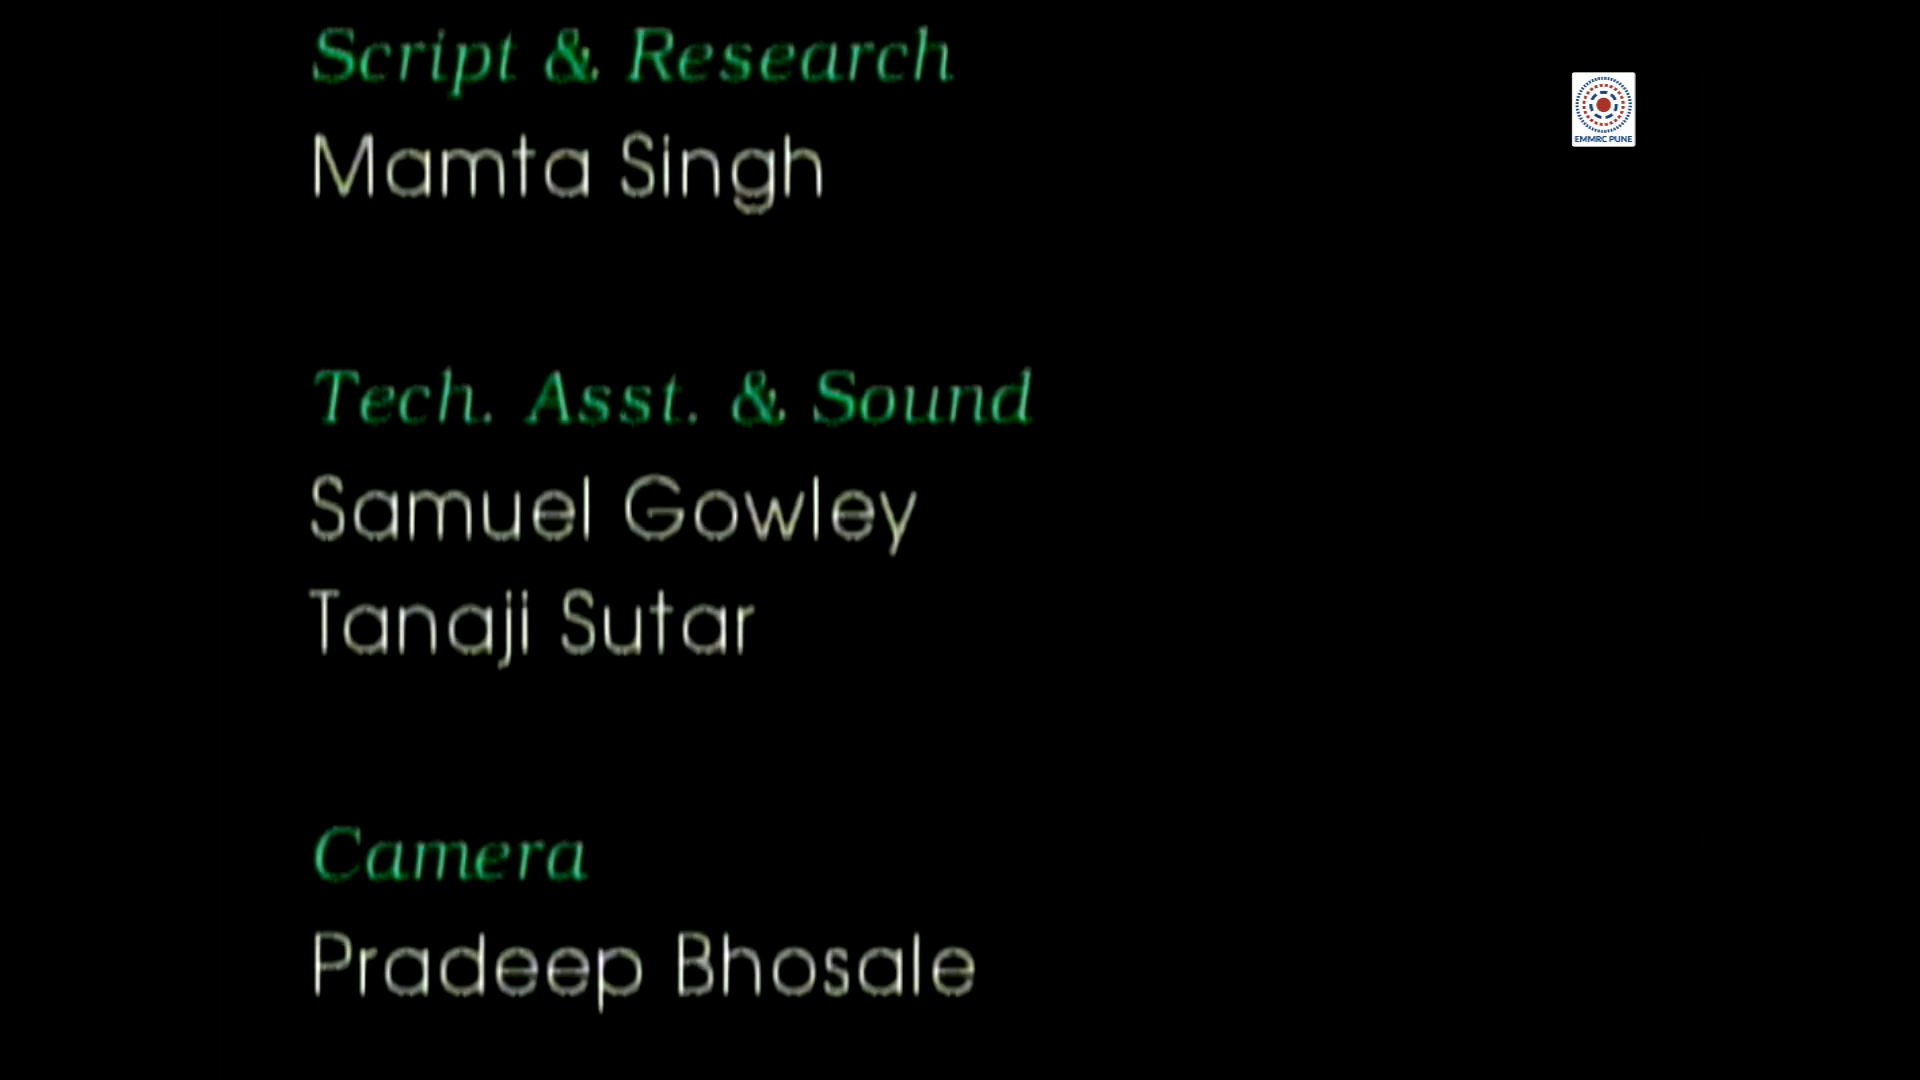 Script & Research
Mamta Singh
Tech. Asst. & Sound
Samuel Gowley
Tanaji Sutar
Camera
Pradeep Bhosale
EMMRC PUNE